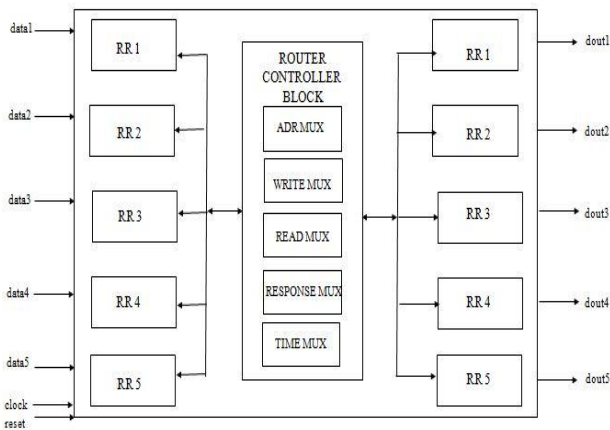 data1
data2
data3
data4
data5
clock
reset
RR 1
RR 2
RR 3
RR 4
RR 5
ROUTER
CONTROLLER
BLOCK
ADR MUX
WRITE MUX
READ MUX
RESPONSE MUX
TIME MUX
RR 1
RR 2
RR 3
RR 4
RR 5
dout1
dout2
dout3
dout4
dout5